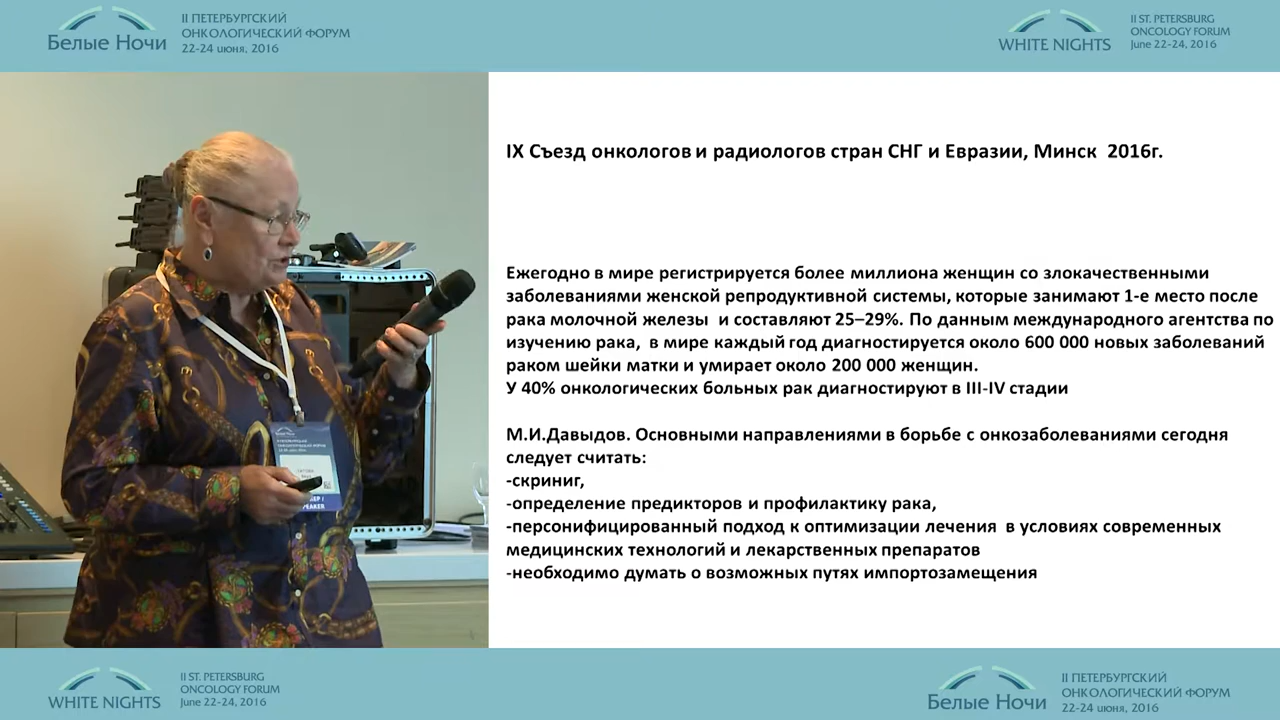 II ПЕТЕРБУРГСКИЙ
ОНКОЛОГИЧЕСКИЙ ФОРУМ
22-24 июня, 2016
Белые Ночи
II ST. PETERSBURG
ONCOLOGY FORUM
June 22-24, 2016
WHITE NIGHTS
IX Съезд онкологов и радиологов стран СНГ и Евразии, Минск 2016г.
Ежегодно в мире регистрируется более миллиона женщин со злокачественными
заболеваниями женской репродуктивной системы, которые занимают 1-е место после
рака молочной железы и составляют 25–29%. По данным международного агентства по
изучению рака, в мире каждый год диагностируется около 600 000 новых заболеваний
раком шейки матки и умирает около 200 000 женщин.
У 40% онкологических больных рак диагностируют в III-IV стадии
М.И.Давыдов. Основными направлениями в борьбе с онкозаболеваниями сегодня
следует считать:
-скриниг,
-определение предикторов и профилактику рака,
-персонифицированный подход к оптимизации лечения в условиях современных
медицинских технологий и лекарственных препаратов
-необходимо думать о возможных путях импортозамещения
WHITE NIGHTS
II ST. PETERSBURG
ONCOLOGY FORUM
June 22-24, 2016
Белые Ночи
II ПЕТЕРБУРГСКИЙ
ОНКОЛОГИЧЕСКИЙ ФОРУМ
22-24 июня, 2016